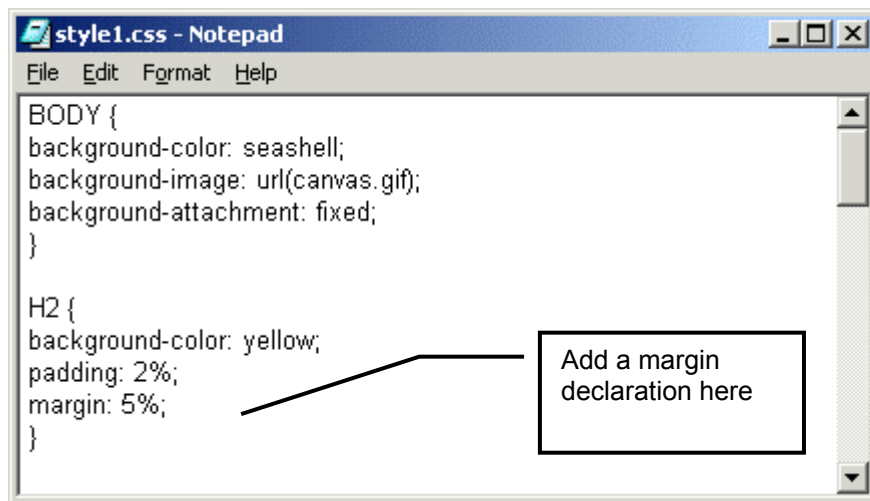 style1.css - Notepad
File Edit Format Help
BODY {
background-color: seashell;
background-image: url(canvas.gif);
background-attachment: fixed;
}
H2 {
background-color: yellow;
padding: 2%;
margin: 5%;
}
Add a margin
declaration here